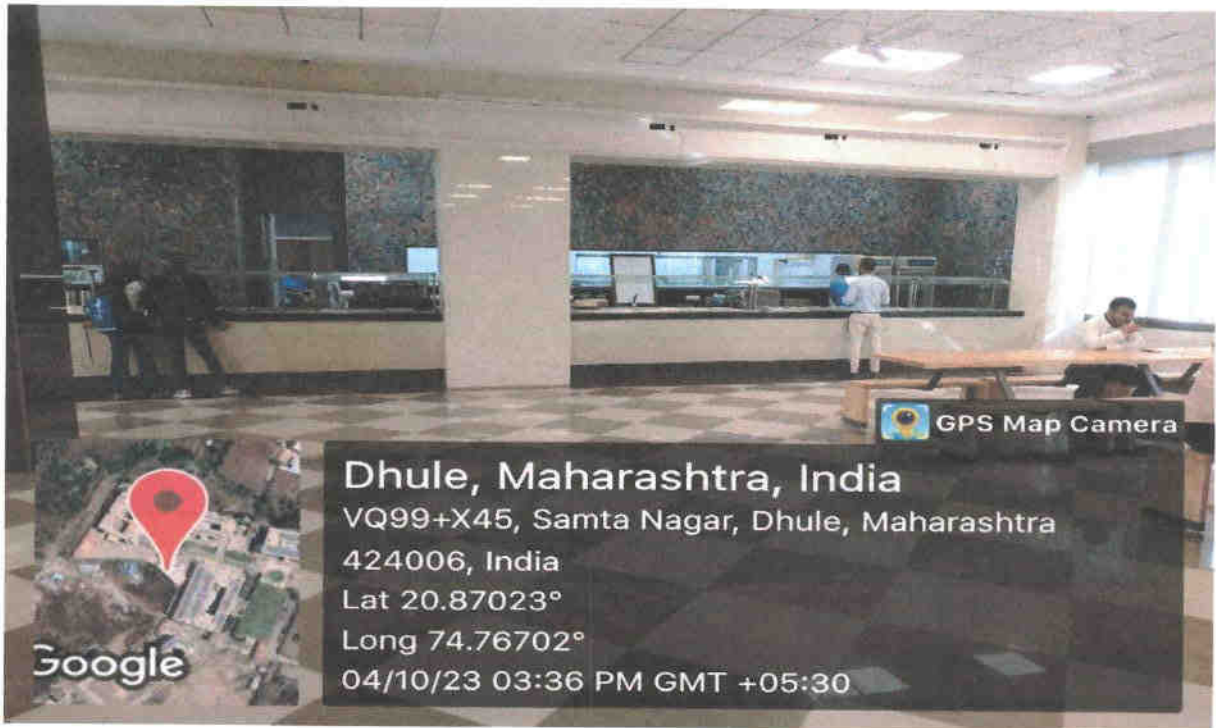 GPS Map Camera
Dhule, Maharashtra, India
VQ99+X45, Samta Nagar, Dhule, Maharashtra
424006, India
Lat 20.87023°
Long 74.76702°
04/10/23 03:36 PM GMT +05:30
Google